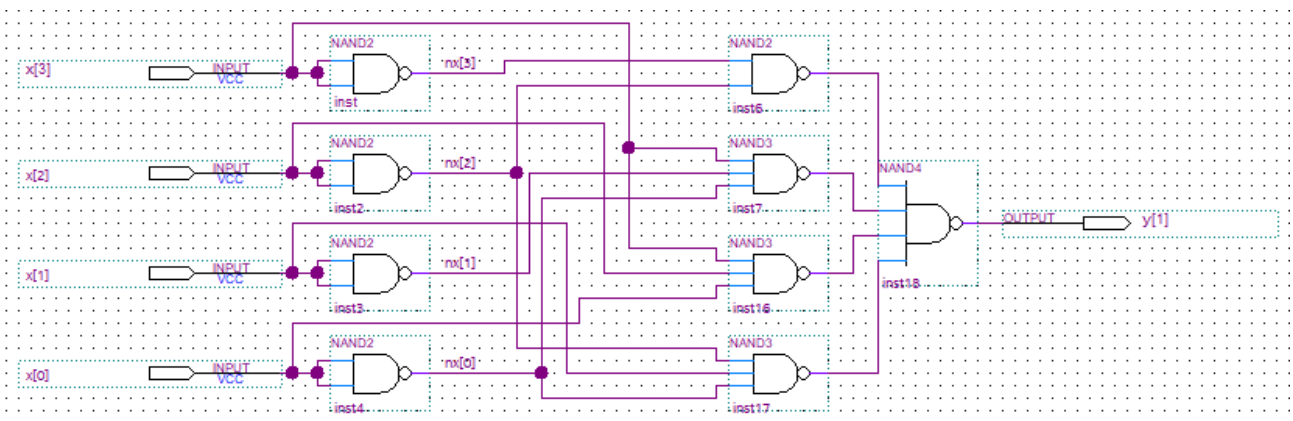 x[3]
INPUT
VCC
NAND2
inst
nx[3]
NAND2
inst6
x[2]
INPUT
VCC
NAND2
inst2
nx[2]
NAND3
inst7
NAND4
inst18
OUTPUT
y[1]
x[1]
INPUT
VCC
NAND2
inst3
nx[1]
NAND3
inst16
x[0]
INPUT
VCC
NAND2
inst4
nx[0]
NAND3
inst17